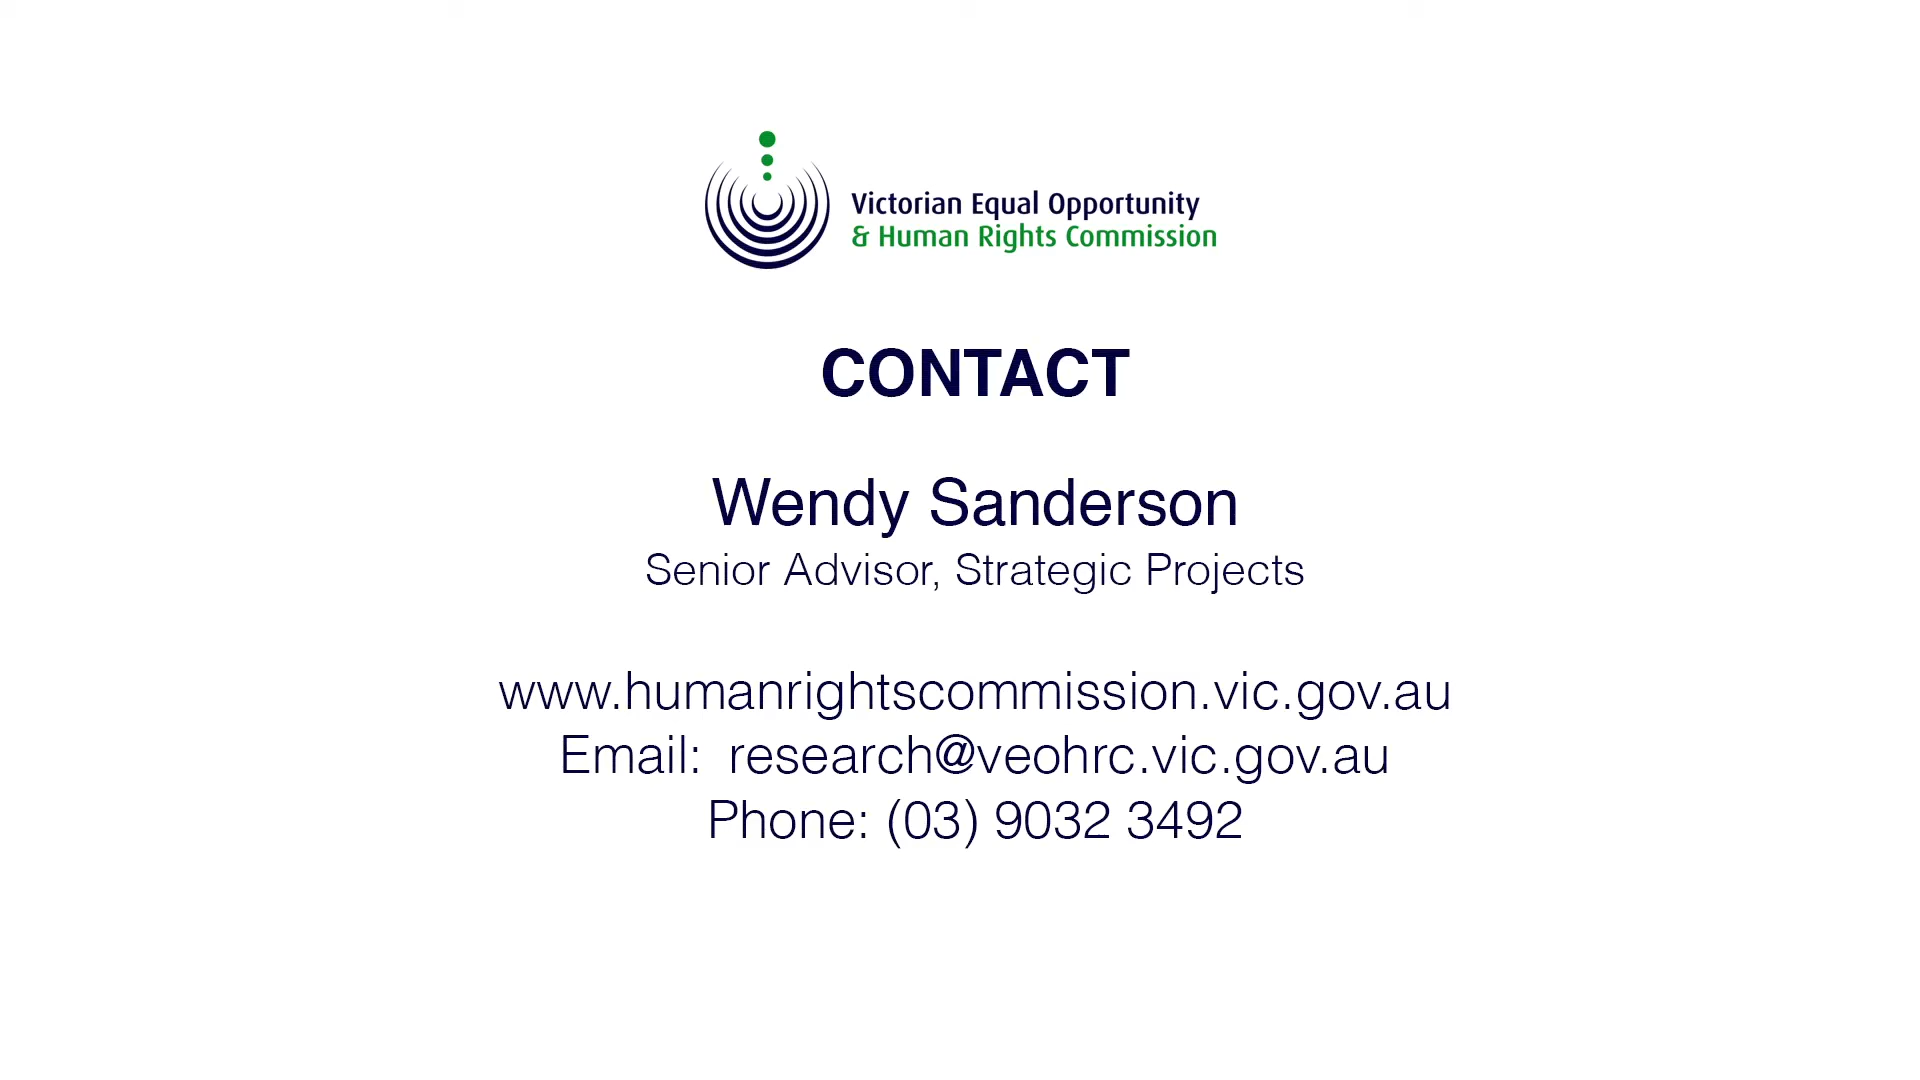 Victorian Equal Opportunity
& Human Rights Commission
CONTACT
Wendy Sanderson
Senior Advisor, Strategic Projects
www.humanrightscommission.vic.gov.au
Email:  research@veohrc.vic.gov.au
Phone: (03) 9032 3492